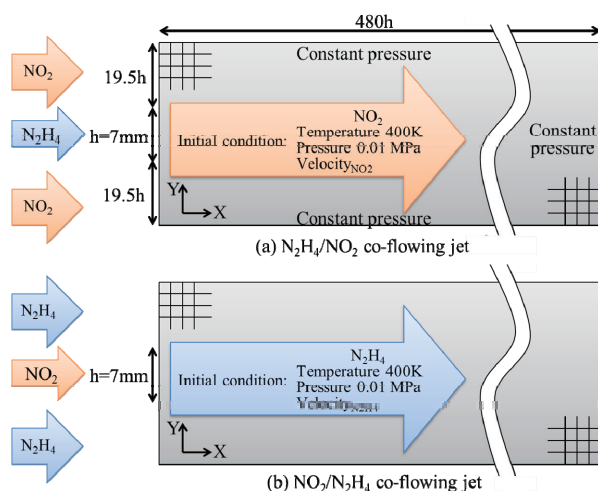 480h
Constant pressure
NO₂
19.5h
N₂H₄
h=7mm
NO₂
Initial condition: Temperature 400K
Pressure 0.01 MPa
Velocity_NO2
Constant
pressure
NO₂
19.5h
Y
X
Constant pressure
(a) N₂H₄/NO₂ co-flowing jet
N₂H₄
NO₂
h=7mm
N₂H₄
Initial condition: Temperature 400K
Pressure 0.01 MPa
Velocity_N2H4
N₂H₄
Y
X
(b) NO₂/N₂H₄ co-flowing jet